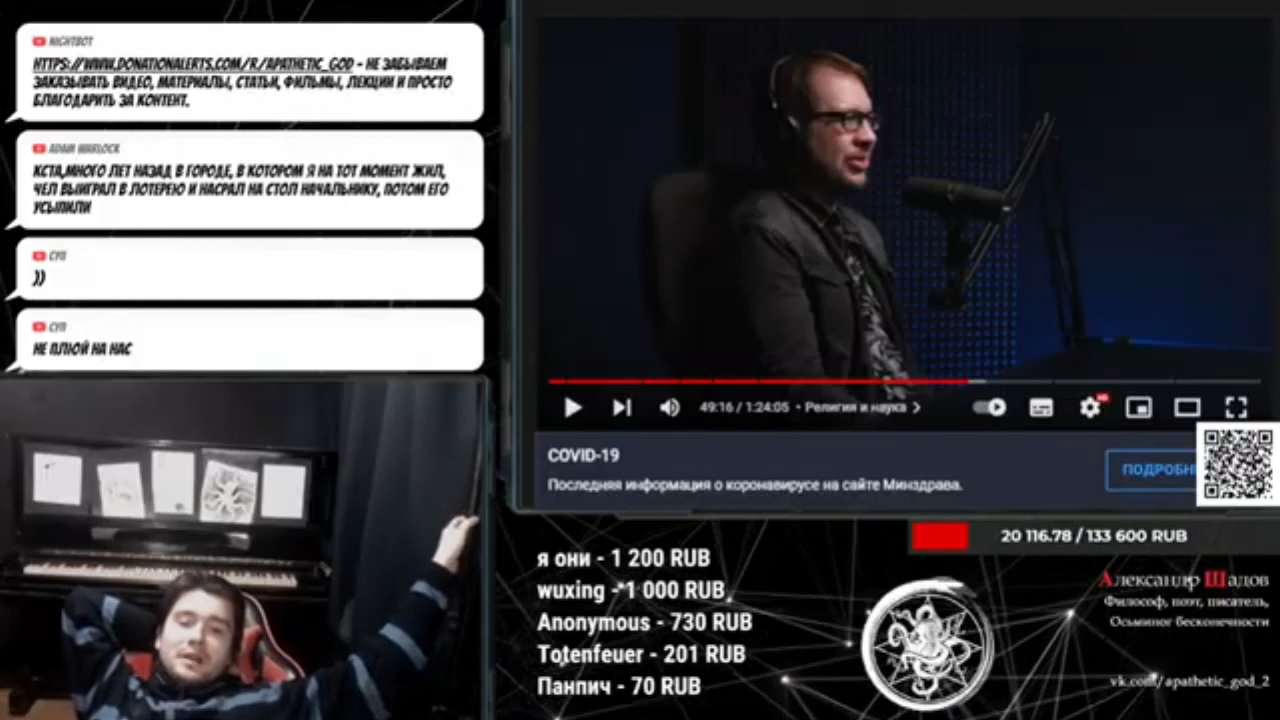 NIGHTBOT
HTTPS://WWW.DONATIONALERTS.COM/R/APATHETIC_GOD - НЕ ЗАБЫВАЕМ
ЗАКАЗЫВАТЬ ВИДЕО, МАТЕРИАЛЫ, СТАТЬИ, ФИЛЬМЫ, ЛЕКЦИИ И ПРОСТО
БЛАГОДАРИТЬ ЗА КОНТЕНТ.
ADAM WARLOCK
КСТА,МНОГО ЛЕТ НАЗАД В ГОРОДЕ, В КОТОРОМ Я НА ТОТ МОМЕНТ ЖИЛ,
ЧЕЛ ВЫИГРАЛ В ЛОТЕРЕЮ И НАСРАЛ НА СТОЛ НАЧАЛЬНИКУ, ПОТОМ ЕГО
УСЫПИЛИ
СУП
))
СУП
НЕ ПЛЮЙ НА НАС
49:16 / 1:24:05 • Религия и наука
COVID-19
Последняя информация о коронавирусе на сайте Минздрава.
ПОДРОБН
20 116.78 / 133 600 RUB
я они - 1 200 RUB
wuxing - 1 000 RUB
Anonymous - 730 RUB
Totenfeuer - 201 RUB
Панпич - 70 RUB
Александр Шадов
Философ, поэт, писатель,
Осьминог бесконечности
vk.com/apathetic_god_2